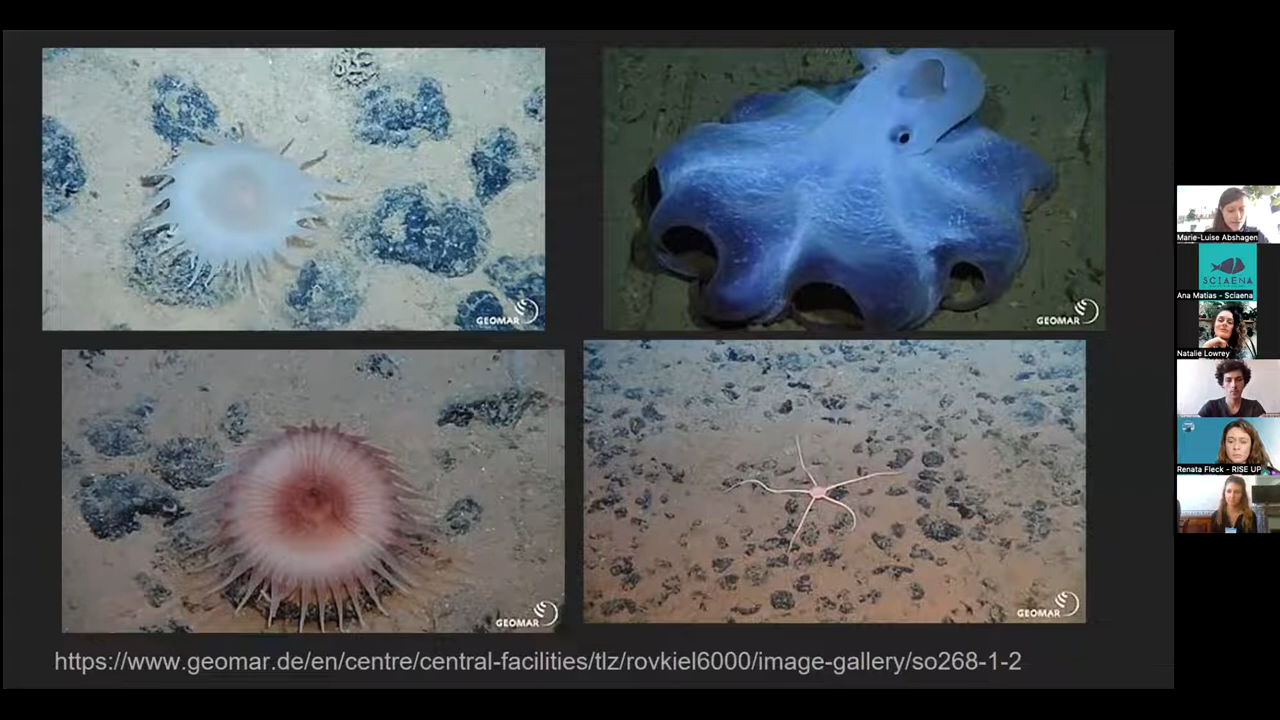 GEOMAR
GEOMAR
GEOMAR
GEOMAR
https://www.geomar.de/en/centre/central-facilities/tlz/rovkiel6000/image-gallery/so268-1-2
Marie-Luise Abshagen
SCIAENA
Ana Matias - Sciaena
Natalie Lowrey
Renata Fleck - RISE UP